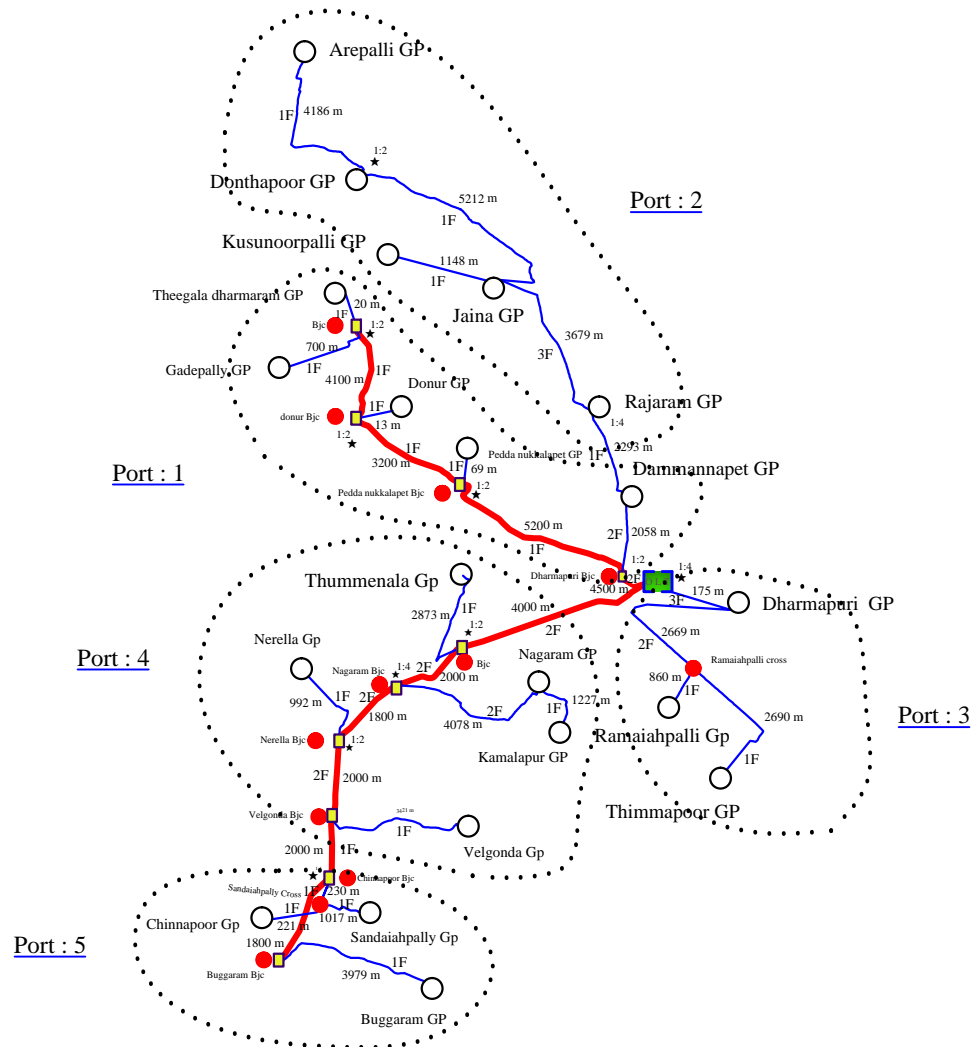 Arepalli GP
4186 m
1F
1:2
Donthapoor GP
5212 m
1F
Port : 2
Kusunoorpalli GP
1148 m
1F
Jaina GP
Theegala dharmaram GP
20 m
1F
Bjc
1:2
700 m
1F
Gadepally GP
3679 m
3F
4100 m
1F
Donur GP
1F
13 m
donur Bjc
1:2
Rajaram GP
1:4
2293 m
1F
1F
3200 m
Pedda nukkalapet GP
1F
69 m
1:2
Pedda nukkalapet Bjc
Port : 1
Dammannapet GP
5200 m
1F
2F
2058 m
1:2
Dharmapuri Bjc
2F
4500 m
1:4
175 m
3F
Dharmapuri GP
Thummenala Gp
1F
2873 m
4000 m
2F
1:2
2669 m
2F
Ramaiahpalli cross
860 m
1F
Port : 4
Nerella Gp
Nagaram Bjc
1:4
2F
2000 m
Bjc
Nagaram GP
992 m
1F
2F
1800 m
4078 m
2F
1F
1227 m
Kamalapur GP
2690 m
1F
Port : 3
Ramaiahpalli Gp
Thimmapoor GP
Nerella Bjc
1:2
2F
2000 m
Velgonda Bjc
3421 m
1F
Velgonda Gp
2000 m
1F
Chinnapoor Bjc
Sandaiahpally Cross
1F
230 m
1F
1F
1017 m
221 m
Chinnapoor Gp
Sandaiahpally Gp
Port : 5
1800 m
Buggaram Bjc
3979 m
1F
Buggaram GP